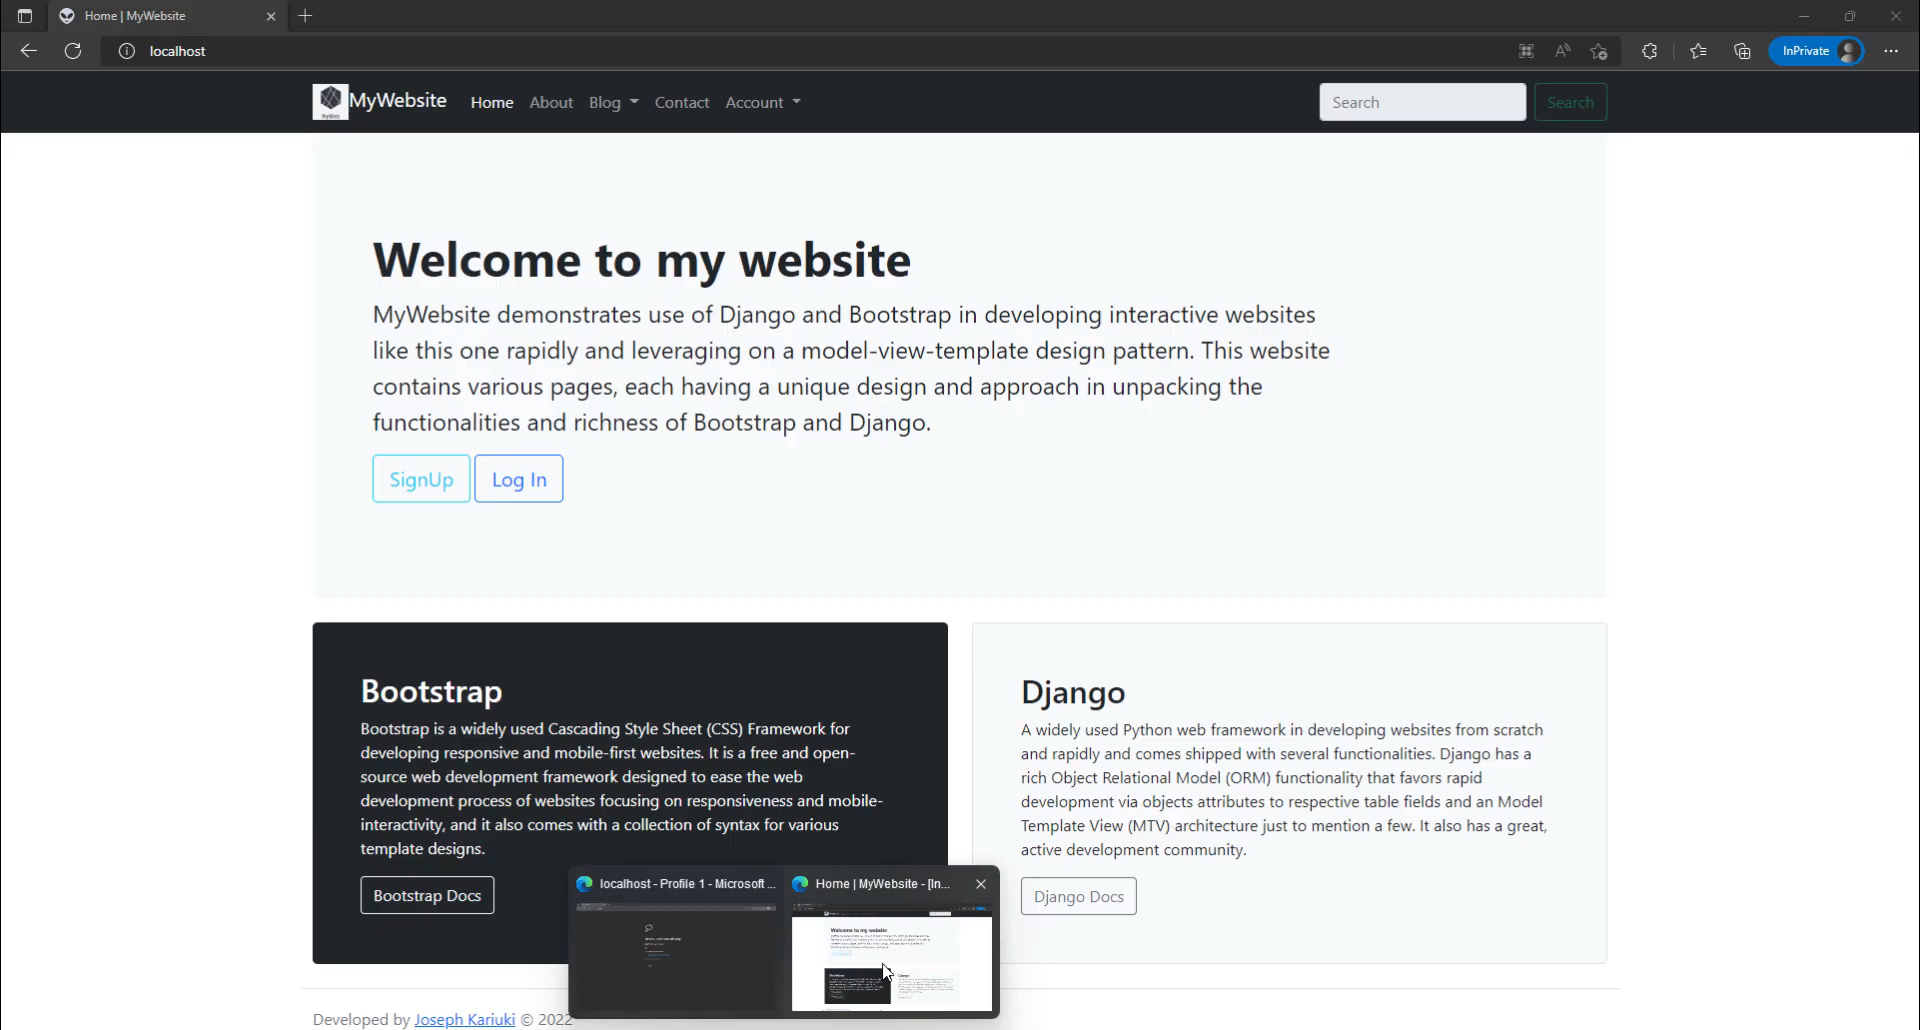 Home | MyWebsite
localhost
InPrivate
MyWebsite
Home
About
Blog
Contact
Account
Search
Search
Welcome to my website
MyWebsite demonstrates use of Django and Bootstrap in developing interactive websites
like this one rapidly and leveraging on a model-view-template design pattern. This website
contains various pages, each having a unique design and approach in unpacking the
functionalities and richness of Bootstrap and Django.
SignUp
Log In
Bootstrap
Bootstrap is a widely used Cascading Style Sheet (CSS) Framework for
developing responsive and mobile-first websites. It is a free and open-
source web development framework designed to ease the web
development process of websites focusing on responsiveness and mobile-
interactivity, and it also comes with a collection of syntax for various
template designs.
Bootstrap Docs
Django
A widely used Python web framework in developing websites from scratch
and rapidly and comes shipped with several functionalities. Django has a
rich Object Relational Model (ORM) functionality that favors rapid
development via objects attributes to respective table fields and an Model
Template View (MTV) architecture just to mention a few. It also has a great,
active development community.
Django Docs
localhost - Profile 1 - Microsoft ...
Home | MyWebsite - [In...
Welcome to my website
Developed by Joseph Kariuki © 2022